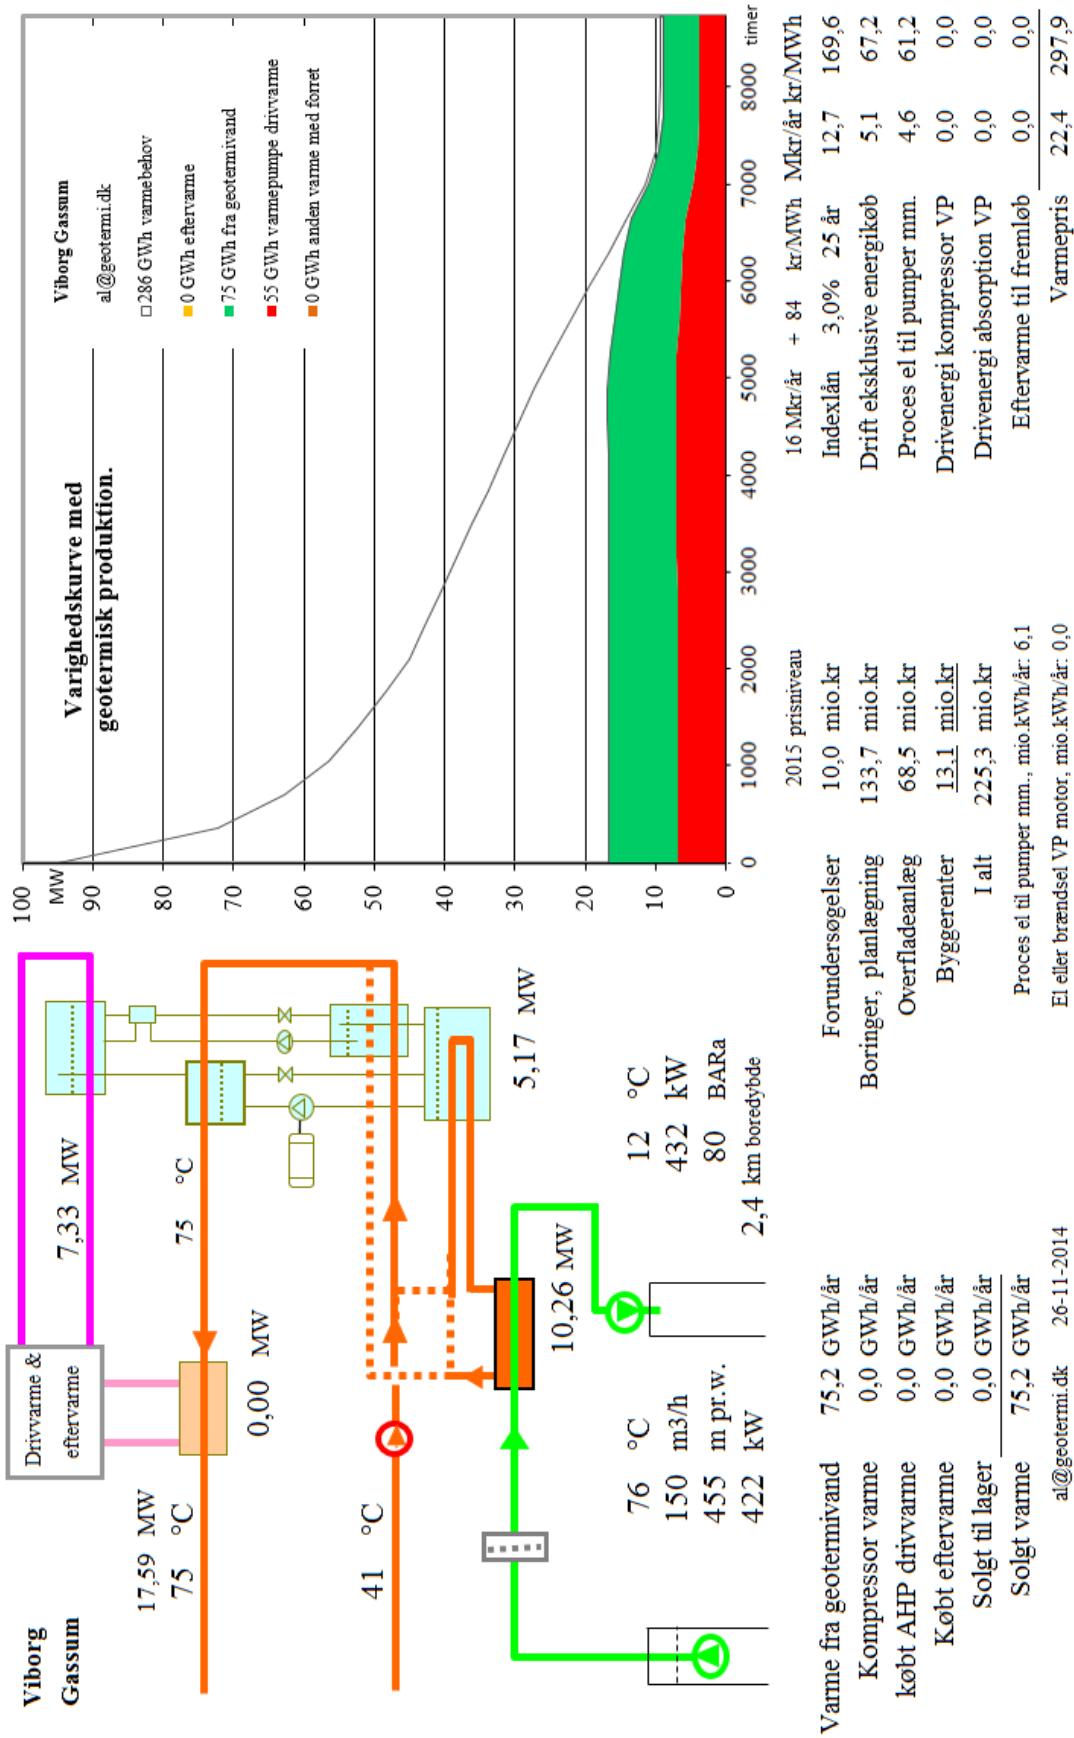 Viborg
Gassum
17,59 MW
75 °C
Drivvarme &
eftervarme
7,33 MW
0,00 MW
75 °C
41 °C
5,17 MW
10,26 MW
76 °C
150 m3/h
455 m pr.w.
422 kW
12 °C
432 kW
80 BARa
2,4 km boredybde
Varighedskurve med
geotermisk produktion.
Viborg Gassum
al@geotermi.dk
286 GWh varmebehov
0 GWh eftervarme
75 GWh fra geotermivand
55 GWh varmepumpe drivvarme
0 GWh anden varme med forret
100
MW
90
80
70
60
50
40
30
20
10
0
0 1000 2000 3000 4000 5000 6000 7000 8000 timer
Varme fra geotermivand 75,2 GWh/år
Kompressor varme 0,0 GWh/år
købt AHP drivvarme 0,0 GWh/år
Købt eftervarme 0,0 GWh/år
Solgt til lager 0,0 GWh/år
Solgt varme 75,2 GWh/år
al@geotermi.dk 26-11-2014
2015 prisniveau
Forundersøgelser 10,0 mio.kr
Boringer, planlægning 133,7 mio.kr
Overfladeanlæg 68,5 mio.kr
Byggerenter 13,1 mio.kr
I alt 225,3 mio.kr
Proces el til pumper mm., mio.kWh/år: 6,1
El eller brændsel VP motor, mio.kWh/år: 0,0
16 Mkr/år + 84 kr/MWh Mkr/år kr/MWh
Indexlån 3,0% 25 år 12,7 169,6
Drift eksklusive energikøb 5,1 67,2
Proces el til pumper mm. 4,6 61,2
Drivenergi kompressor VP 0,0 0,0
Drivenergi absorption VP 0,0 0,0
Eftervarme til fremløb 0,0 0,0
Varmepris 22,4 297,9